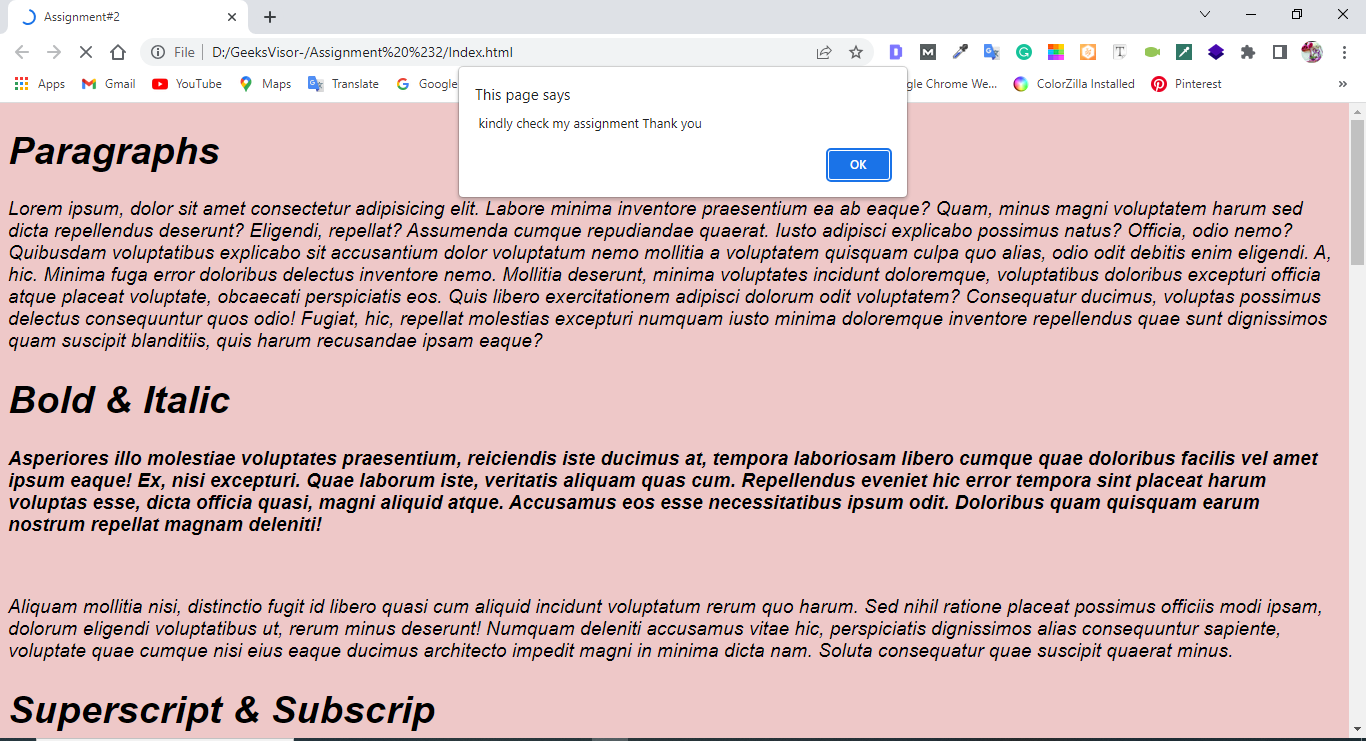 Assignment#2
File
D:/GeeksVisor-/Assignment%20%232/Index.html
Apps
Gmail
YouTube
Maps
Translate
Google
gle Chrome We...
ColorZilla Installed
Pinterest
»
This page says
kindly check my assignment Thank you
OK
Paragraphs
Lorem ipsum, dolor sit amet consectetur adipisicing elit. Labore minima inventore praesentium ea ab eaque? Quam, minus magni voluptatem harum sed
dicta repellendus deserunt? Eligendi, repellat? Assumenda cumque repudiandae quaerat. Iusto adipisci explicabo possimus natus? Officia, odio nemo?
Quibusdam voluptatibus explicabo sit accusantium dolor voluptatum nemo mollitia a voluptatem quisquam culpa quo alias, odio odit debitis enim eligendi. A,
hic. Minima fuga error doloribus delectus inventore nemo. Mollitia deserunt, minima voluptates incidunt doloremque, voluptatibus doloribus excepturi officia
atque placeat voluptate, obcaecati perspiciatis eos. Quis libero exercitationem adipisci dolorum odit voluptatem? Consequatur ducimus, voluptas possimus
delectus consequuntur quos odio! Fugiat, hic, repellat molestias excepturi numquam iusto minima doloremque inventore repellendus quae sunt dignissimos
quam suscipit blanditiis, quis harum recusandae ipsam eaque?
Bold & Italic
Asperiores illo molestiae voluptates praesentium, reiciendis iste ducimus at, tempora laboriosam libero cumque quae doloribus facilis vel amet
ipsum eaque! Ex, nisi excepturi. Quae laborum iste, veritatis aliquam quas cum. Repellendus eveniet hic error tempora sint placeat harum
voluptas esse, dicta officia quasi, magni aliquid atque. Accusamus eos esse necessitatibus ipsum odit. Doloribus quam quisquam earum
nostrum repellat magnam deleniti!
Aliquam mollitia nisi, distinctio fugit id libero quasi cum aliquid incidunt voluptatum rerum quo harum. Sed nihil ratione placeat possimus officiis modi ipsam,
dolorum eligendi voluptatibus ut, rerum minus deserunt! Numquam deleniti accusamus vitae hic, perspiciatis dignissimos alias consequuntur sapiente,
voluptate quae cumque nisi eius eaque ducimus architecto impedit magni in minima dicta nam. Soluta consequatur quae suscipit quaerat minus.
Superscript & Subscrip